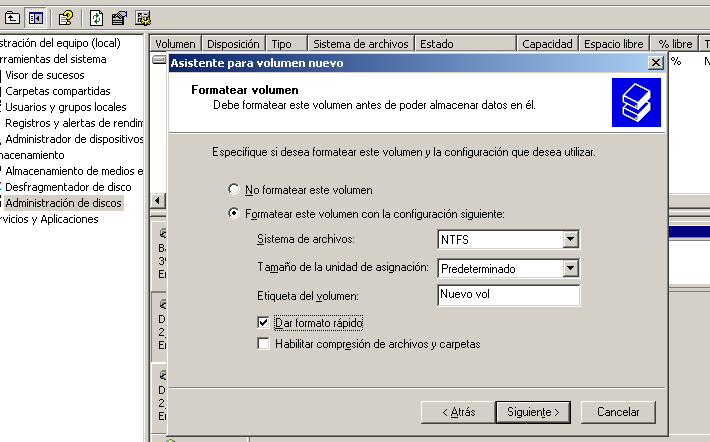 stración del equipo (local)
rramientas del sistema
Visor de sucesos
Carpetas compartidas
Usuarios y grupos locales
Registros y alertas de rendim
Administrador de dispositivos
nacenamiento
Almacenamiento de medios e
Desfragmentador de disco
Administración de discos
rvicios y Aplicaciones
Volumen Disposición Tipo Sistema de archivos Estado Capacidad Espacio libre % libre T
%
Asistente para volumen nuevo
Formatear volumen
Debe formatear este volumen antes de poder almacenar datos en él.
Especifique si desea formatear este volumen y la configuración que desea utilizar.
No formatear este volumen
Formatear este volumen con la configuración siguiente:
Sistema de archivos: NTFS
Tamaño de la unidad de asignación: Predeterminado
Etiqueta del volumen: Nuevo vol
Dar formato rápido
Habilitar compresión de archivos y carpetas
< Atrás Siguiente > Cancelar